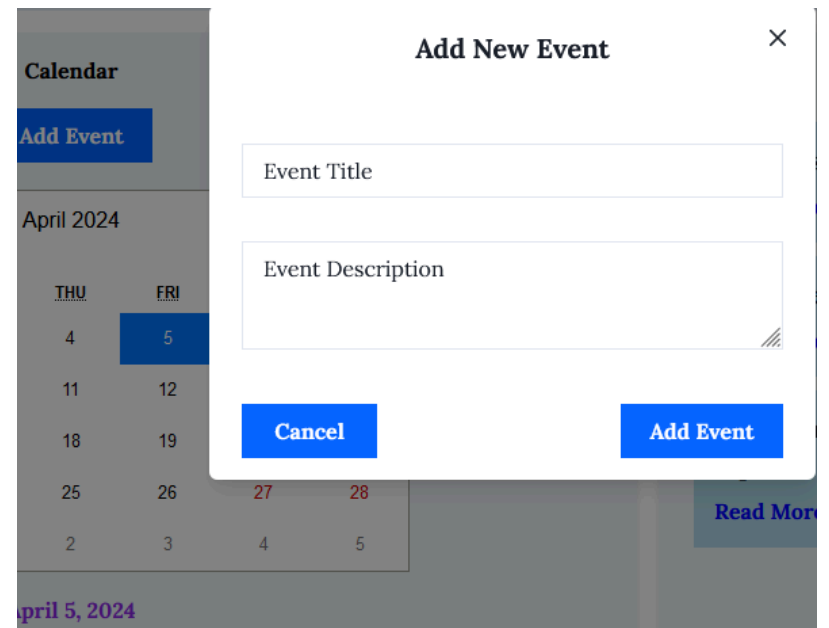 Add New Event
Calendar
Add Event
Event Title
April 2024
Event Description
THU FRI
4 5
11 12
Cancel Add Event
18 19
25 26 27 28
Read More
2 3 4 5
April 5, 2024